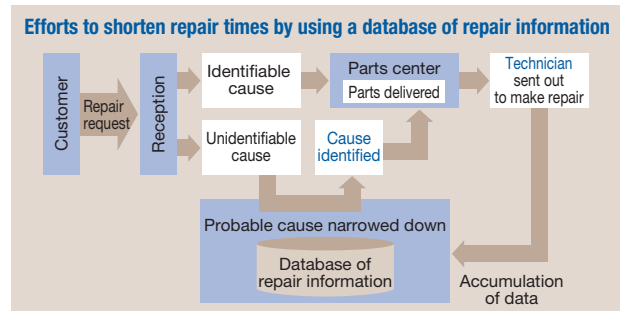 Efforts to shorten repair times by using a database of repair information
Customer
Repair
request
Reception
Identifiable
cause
Parts center
Parts delivered
Technician
sent out
to make repair
Unidentifiable
cause
Cause
identified
Probable cause narrowed down
Database of
repair information
Accumulation
of data